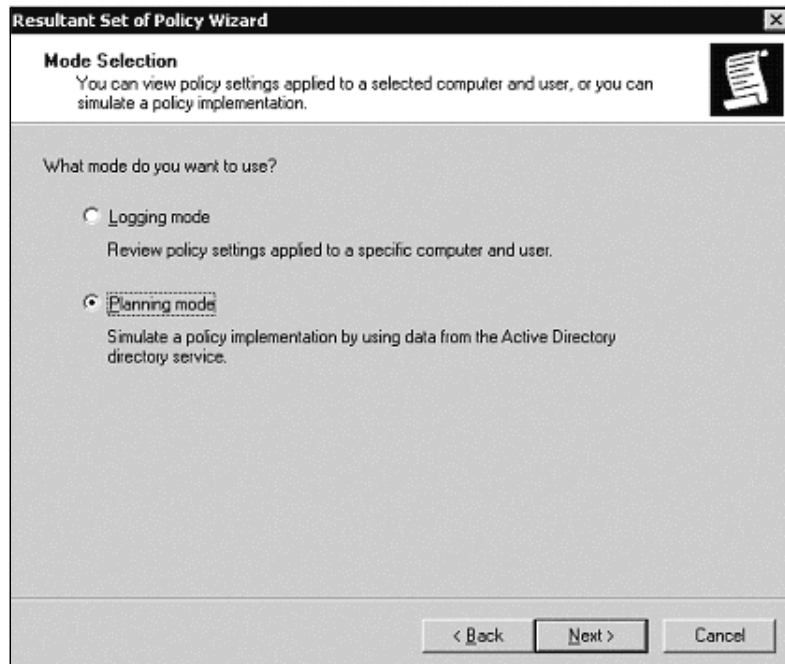 Resultant Set of Policy Wizard
Mode Selection
You can view policy settings applied to a selected computer and user, or you can
simulate a policy implementation.
What mode do you want to use?
Logging mode
Review policy settings applied to a specific computer and user.
Planning mode
Simulate a policy implementation by using data from the Active Directory
directory service.
< Back
Next >
Cancel